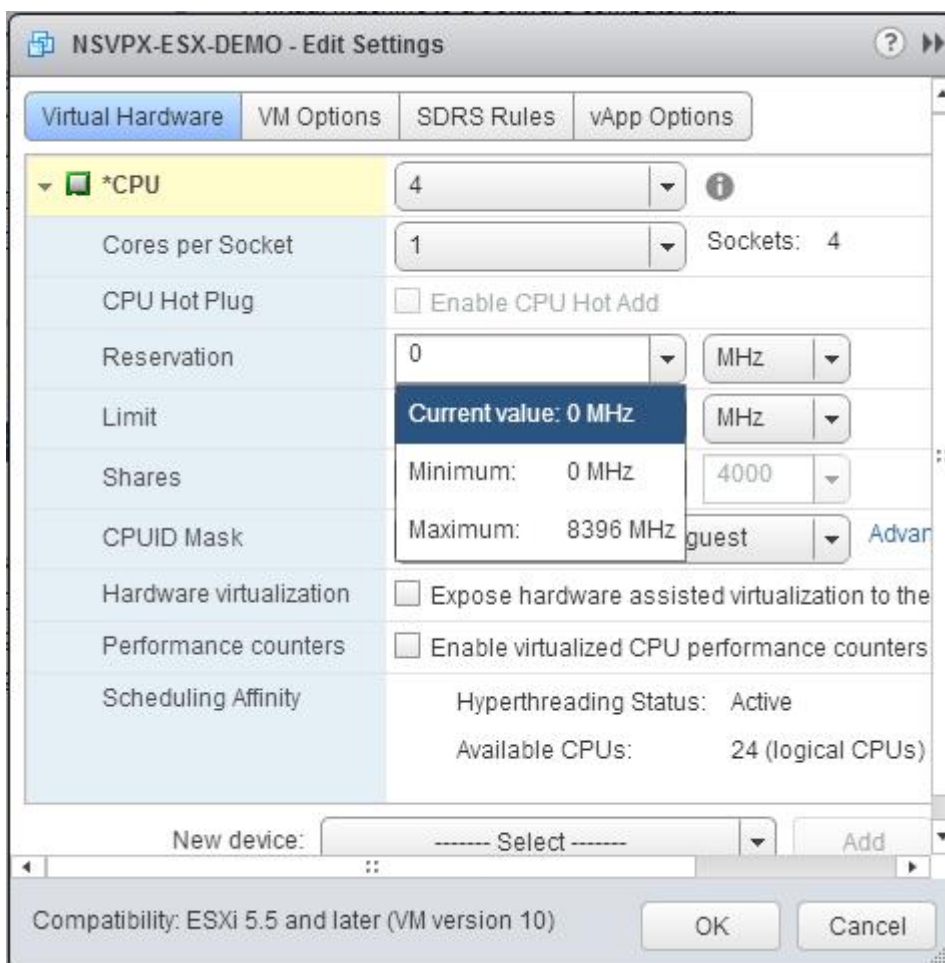 NSVPX-ESX-DEMO - Edit Settings ?
Virtual Hardware VM Options SDRS Rules vApp Options
*CPU 4
Cores per Socket 1 Sockets: 4
CPU Hot Plug Enable CPU Hot Add
Reservation 0 MHz
Current value: 0 MHz
Limit MHz
Minimum: 0 MHz
Shares 4000
Maximum: 8396 MHz
CPUID Mask guest Advan
Hardware virtualization Expose hardware assisted virtualization to the
Performance counters Enable virtualized CPU performance counters
Scheduling Affinity Hyperthreading Status: Active
Available CPUs: 24 (logical CPUs)
New device: ------- Select ------- Add
Compatibility: ESXi 5.5 and later (VM version 10) OK Cancel